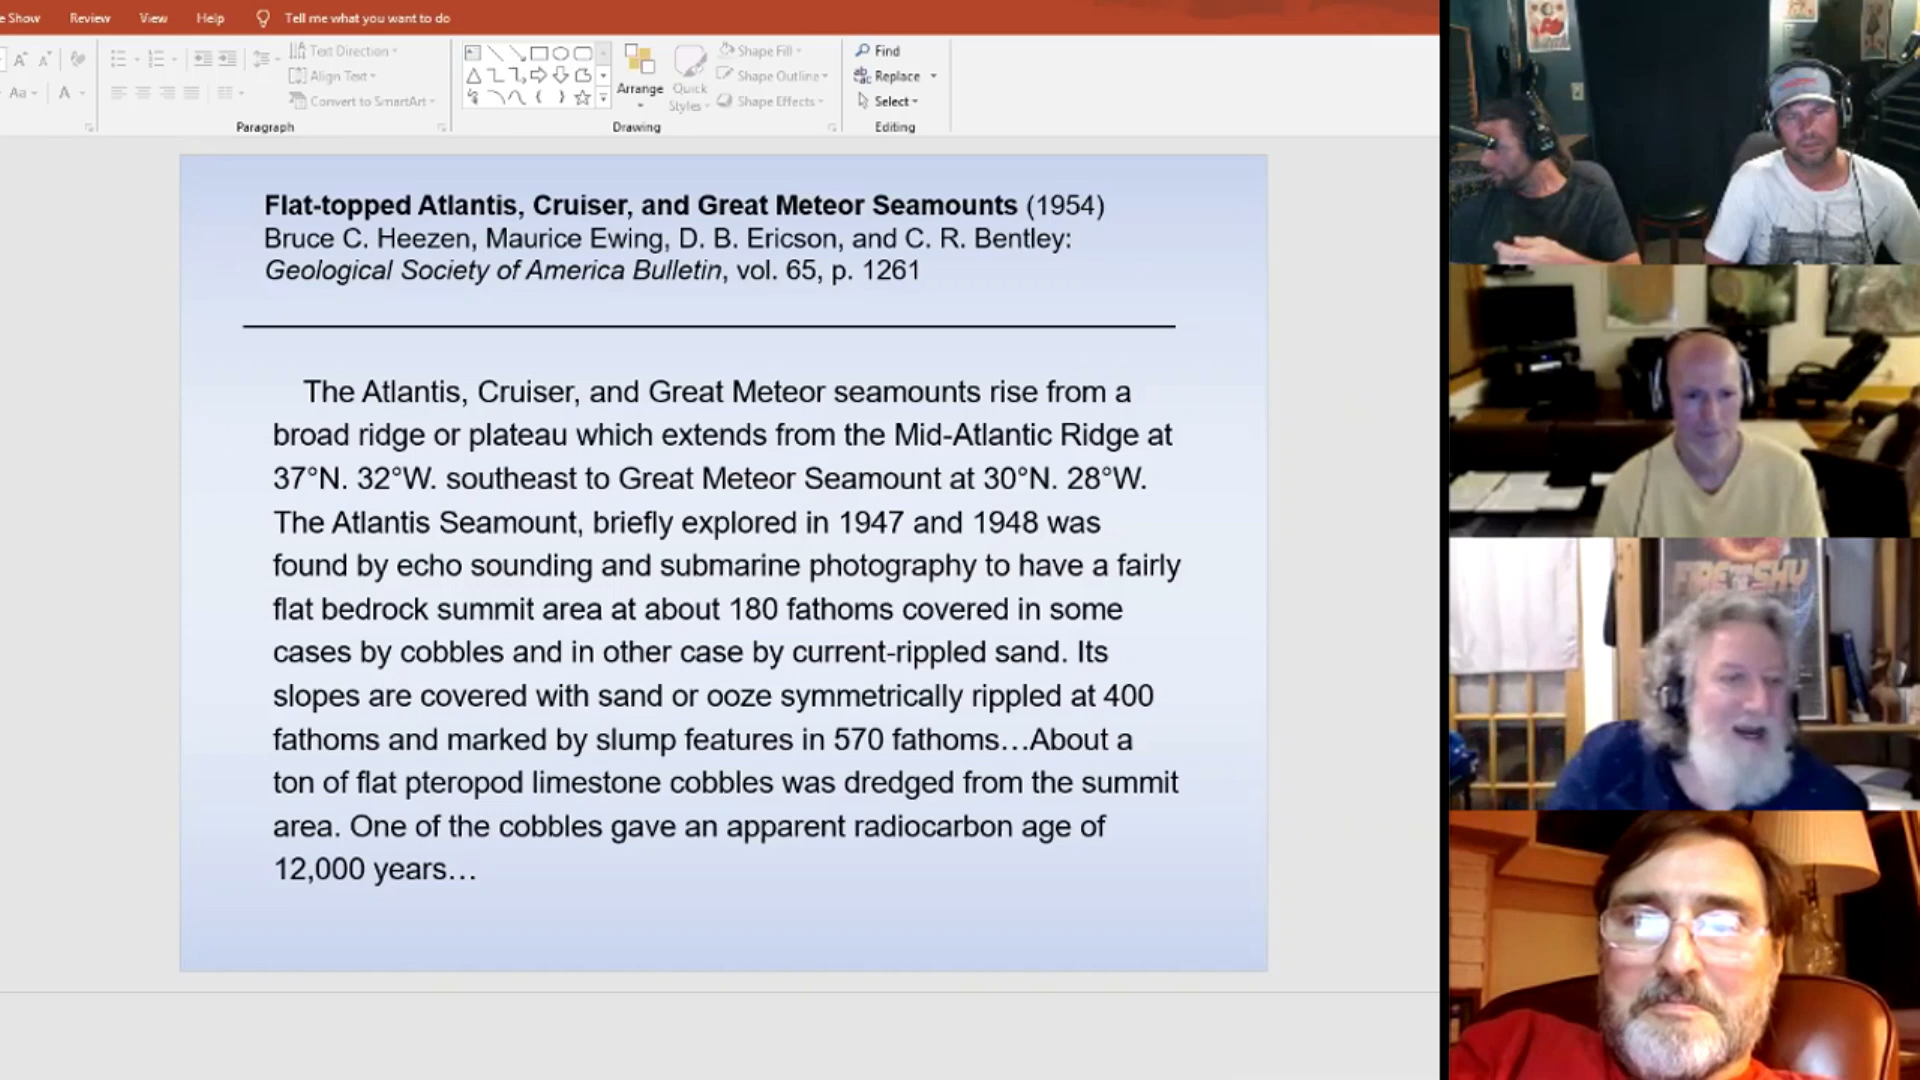 e Show Review View Help Tell me what you want to do
Text Direction
Align Text
Convert to SmartArt
Aa A
Paragraph
Arrange
Quick
Styles
Shape Fill
Shape Outline
Shape Effects
Drawing
Find
Replace
Select
Editing
Flat-topped Atlantis, Cruiser, and Great Meteor Seamounts (1954)
Bruce C. Heezen, Maurice Ewing, D. B. Ericson, and C. R. Bentley:
Geological Society of America Bulletin, vol. 65, p. 1261
The Atlantis, Cruiser, and Great Meteor seamounts rise from a
broad ridge or plateau which extends from the Mid-Atlantic Ridge at
37°N. 32°W. southeast to Great Meteor Seamount at 30°N. 28°W.
The Atlantis Seamount, briefly explored in 1947 and 1948 was
found by echo sounding and submarine photography to have a fairly
flat bedrock summit area at about 180 fathoms covered in some
cases by cobbles and in other case by current-rippled sand. Its
slopes are covered with sand or ooze symmetrically rippled at 400
fathoms and marked by slump features in 570 fathoms…About a
ton of flat pteropod limestone cobbles was dredged from the summit
area. One of the cobbles gave an apparent radiocarbon age of
12,000 years…